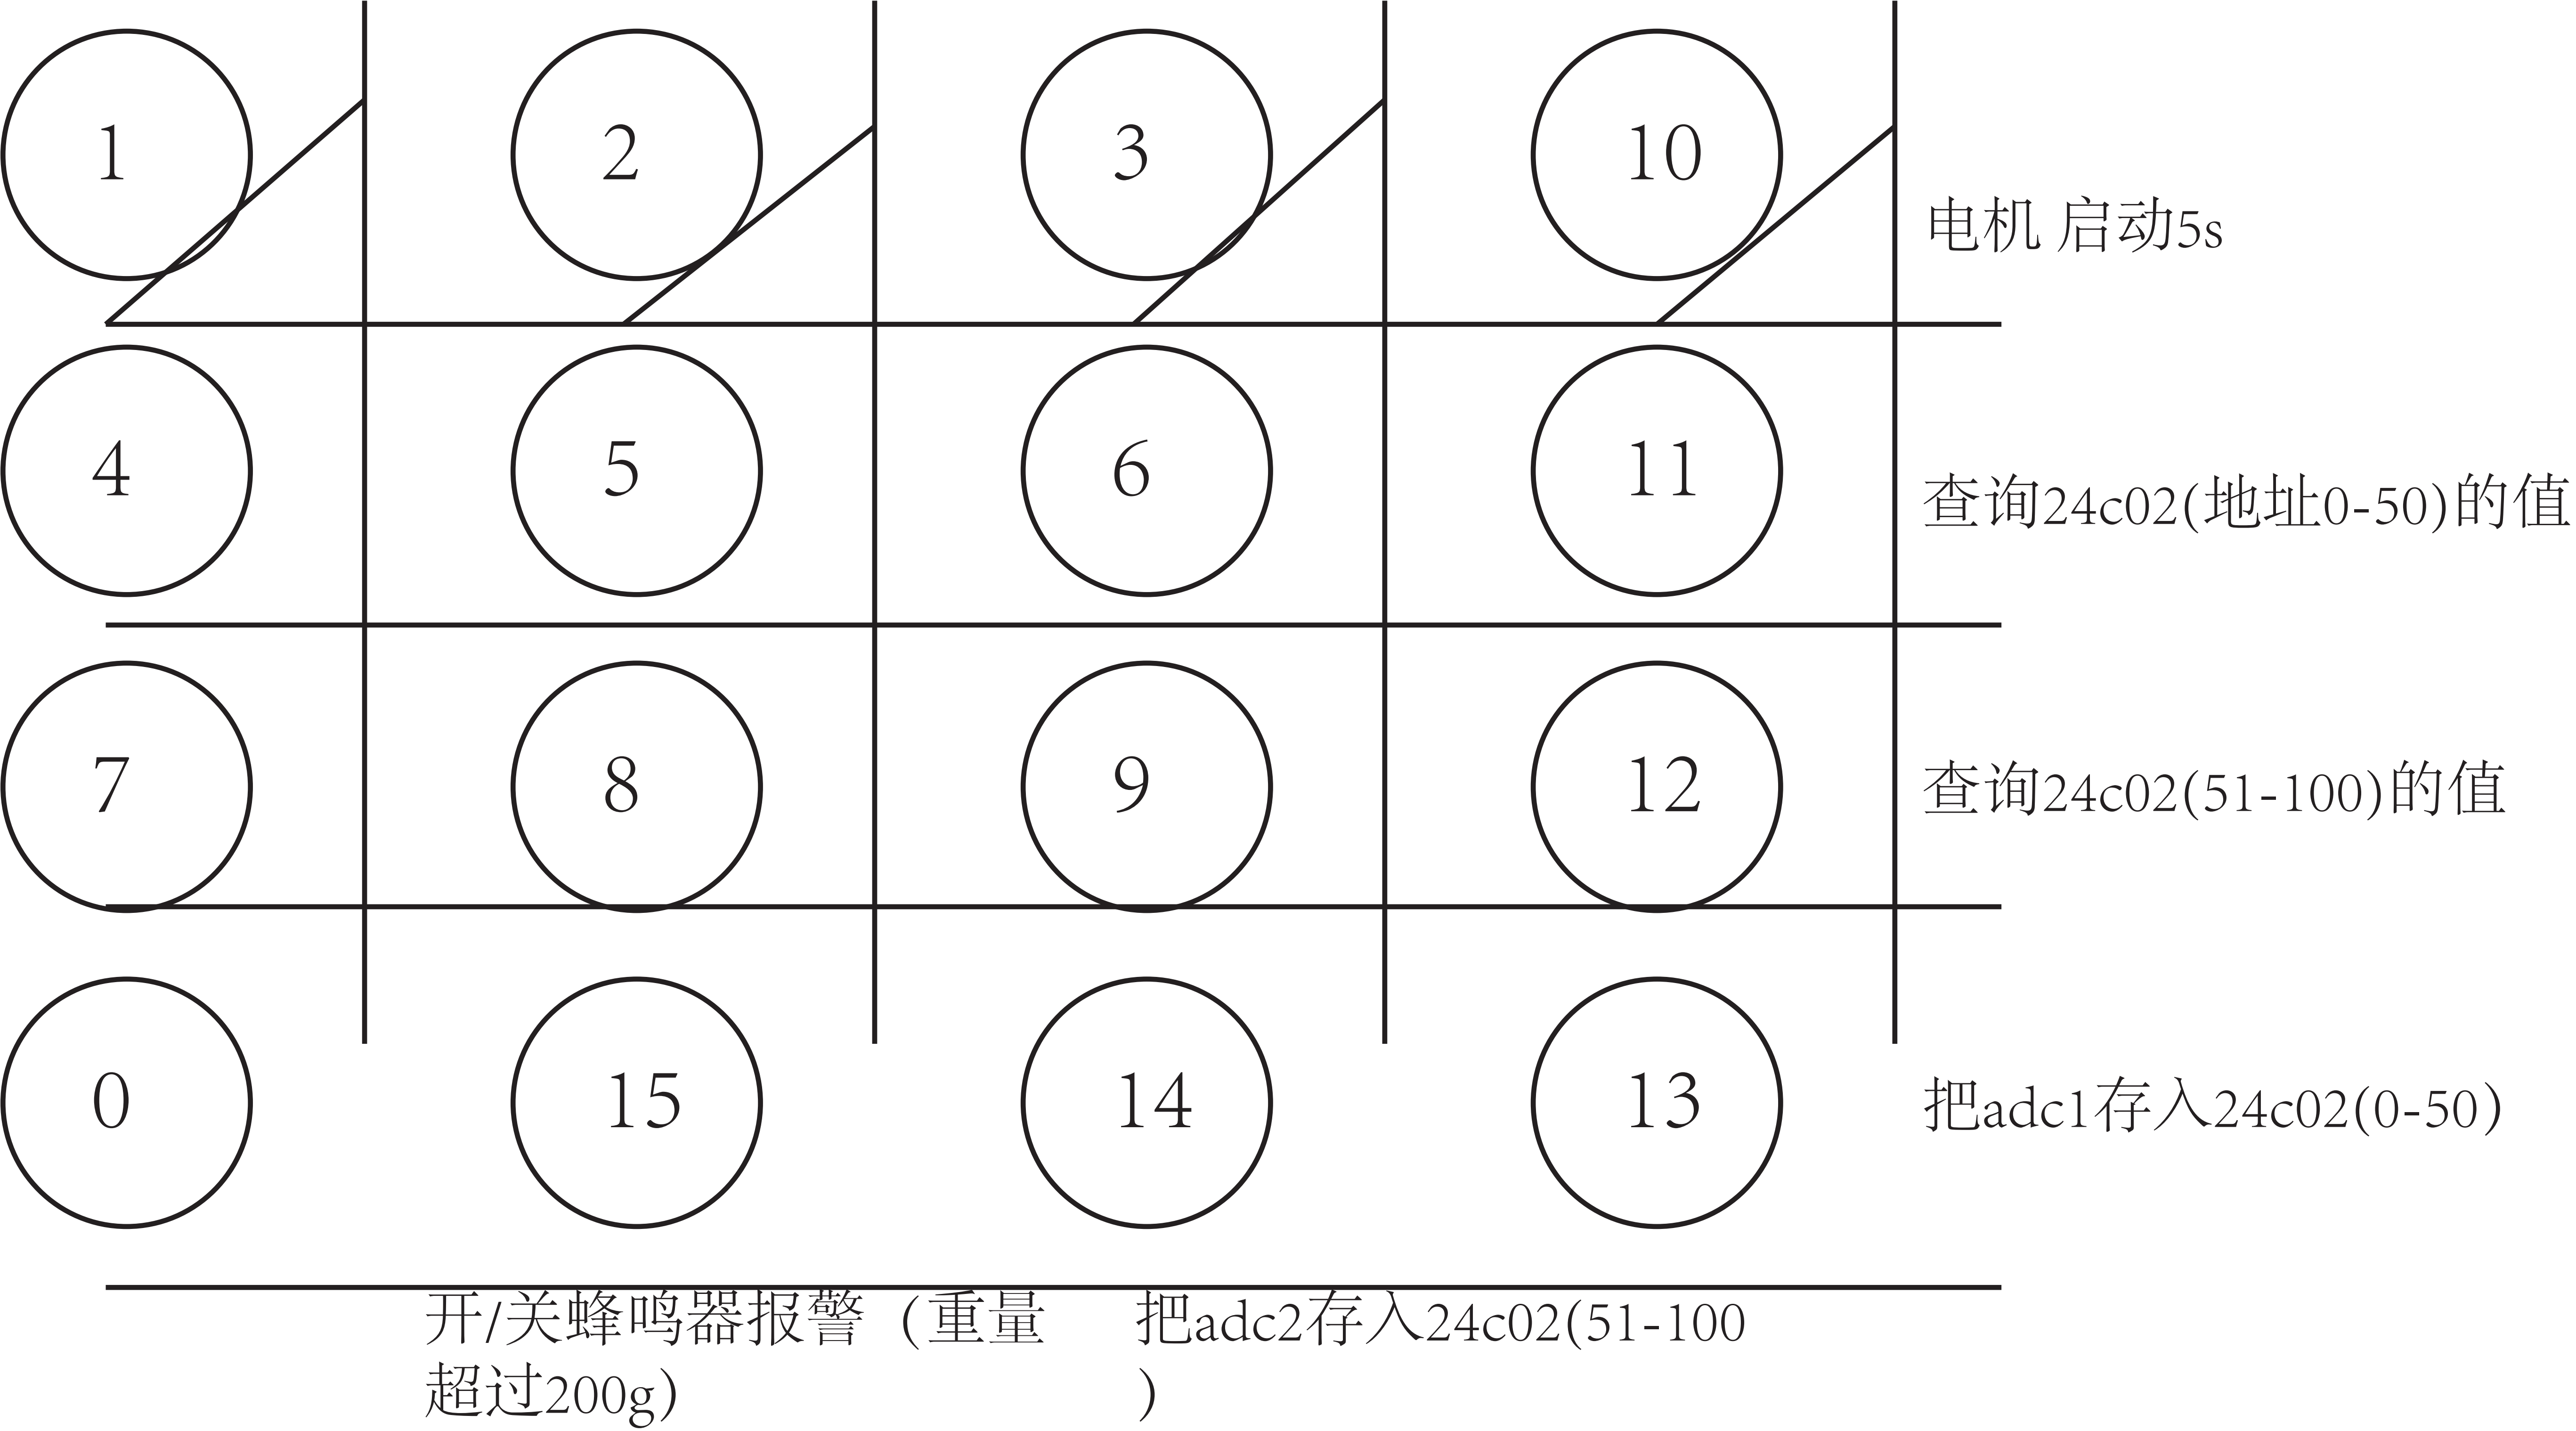 1 2 3 10
电机 启动5s
4 5 6 11
查询24c02(地址0-50)的值
7 8 9 12
查询24c02(51-100)的值
0 15 14 13
把adc1存入24c02(0-50)
开/关蜂鸣器报警（重量
超过200g)
把adc2存入24c02(51-100
)